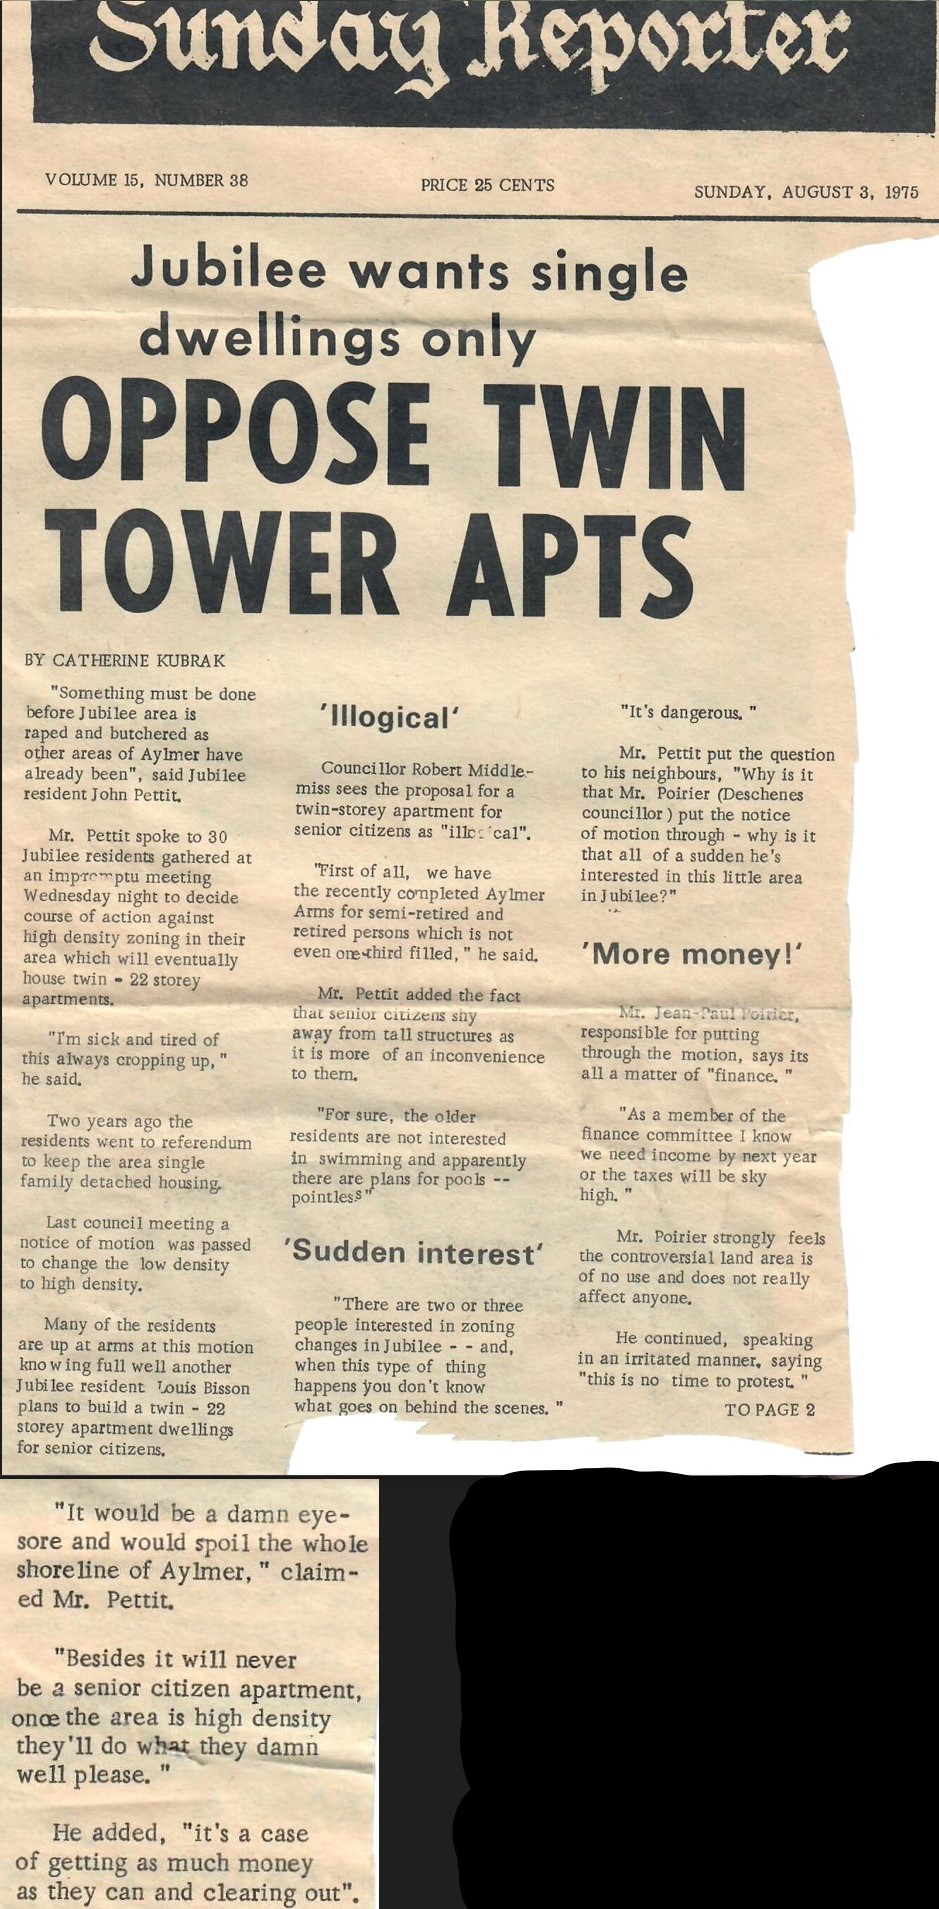 Sunday Reporter
VOLUME 15, NUMBER 38
PRICE 25 CENTS
SUNDAY, AUGUST 3, 1975
Jubilee wants single
dwellings only
OPPOSE TWIN
TOWER APTS
BY CATHERINE KUBRAK
"Something must be done
before Jubilee area is
raped and butchered as
other areas of Aylmer have
already been", said Jubilee
resident John Pettit.
Mr. Pettit spoke to 30
Jubilee residents gathered at
an impromptu meeting
Wednesday night to decide
course of action against
high density zoning in their
area which will eventually
house twin - 22 storey
apartments.
"I'm sick and tired of
this always cropping up,"
he said.
Two years ago the
residents went to referendum
to keep the area single
family detached housing.
Last council meeting a
notice of motion was passed
to change the low density
to high density.
Many of the residents
are up at arms at this motion
knowing full well another
Jubilee resident Louis Bisson
plans to build a twin - 22
storey apartment dwellings
for senior citizens.
"It would be a damn eye-
sore and would spoil the whole
shoreline of Aylmer, " claim-
ed Mr. Pettit.
"Besides it will never
be a senior citizen apartment,
once the area is high density
they'll do what they damn
well please. "
He added, "it's a case
of getting as much money
as they can and clearing out".
'Illogical'
Councillor Robert Middle-
miss sees the proposal for a
twin-storey apartment for
senior citizens as "illogical".
"First of all, we have
the recently completed Aylmer
Arms for semi-retired and
retired persons which is not
even one-third filled, " he said.
Mr. Pettit added the fact
that senior citizens shy
away from tall structures as
it is more of an inconvenience
to them.
"For sure, the older
residents are not interested
in swimming and apparently
there are plans for pools --
pointless"
'Sudden interest'
"There are two or three
people interested in zoning
changes in Jubilee - - and,
when this type of thing
happens you don't know
what goes on behind the scenes. "
"It's dangerous. "
Mr. Pettit put the question
to his neighbours, "Why is it
that Mr. Poirier (Deschenes
councillor) put the notice
of motion through - why is it
that all of a sudden he's
interested in this little area
in Jubilee?"
'More money!'
Mr. Jean-Paul Poirier,
responsible for putting
through the motion, says its
all a matter of "finance. "
"As a member of the
finance committee I know
we need income by next year
or the taxes will be sky
high. "
Mr. Poirier strongly feels
the controversial land area is
of no use and does not really
affect anyone.
He continued, speaking
in an irritated manner, saying
"this is no time to protest. "
TO PAGE 2